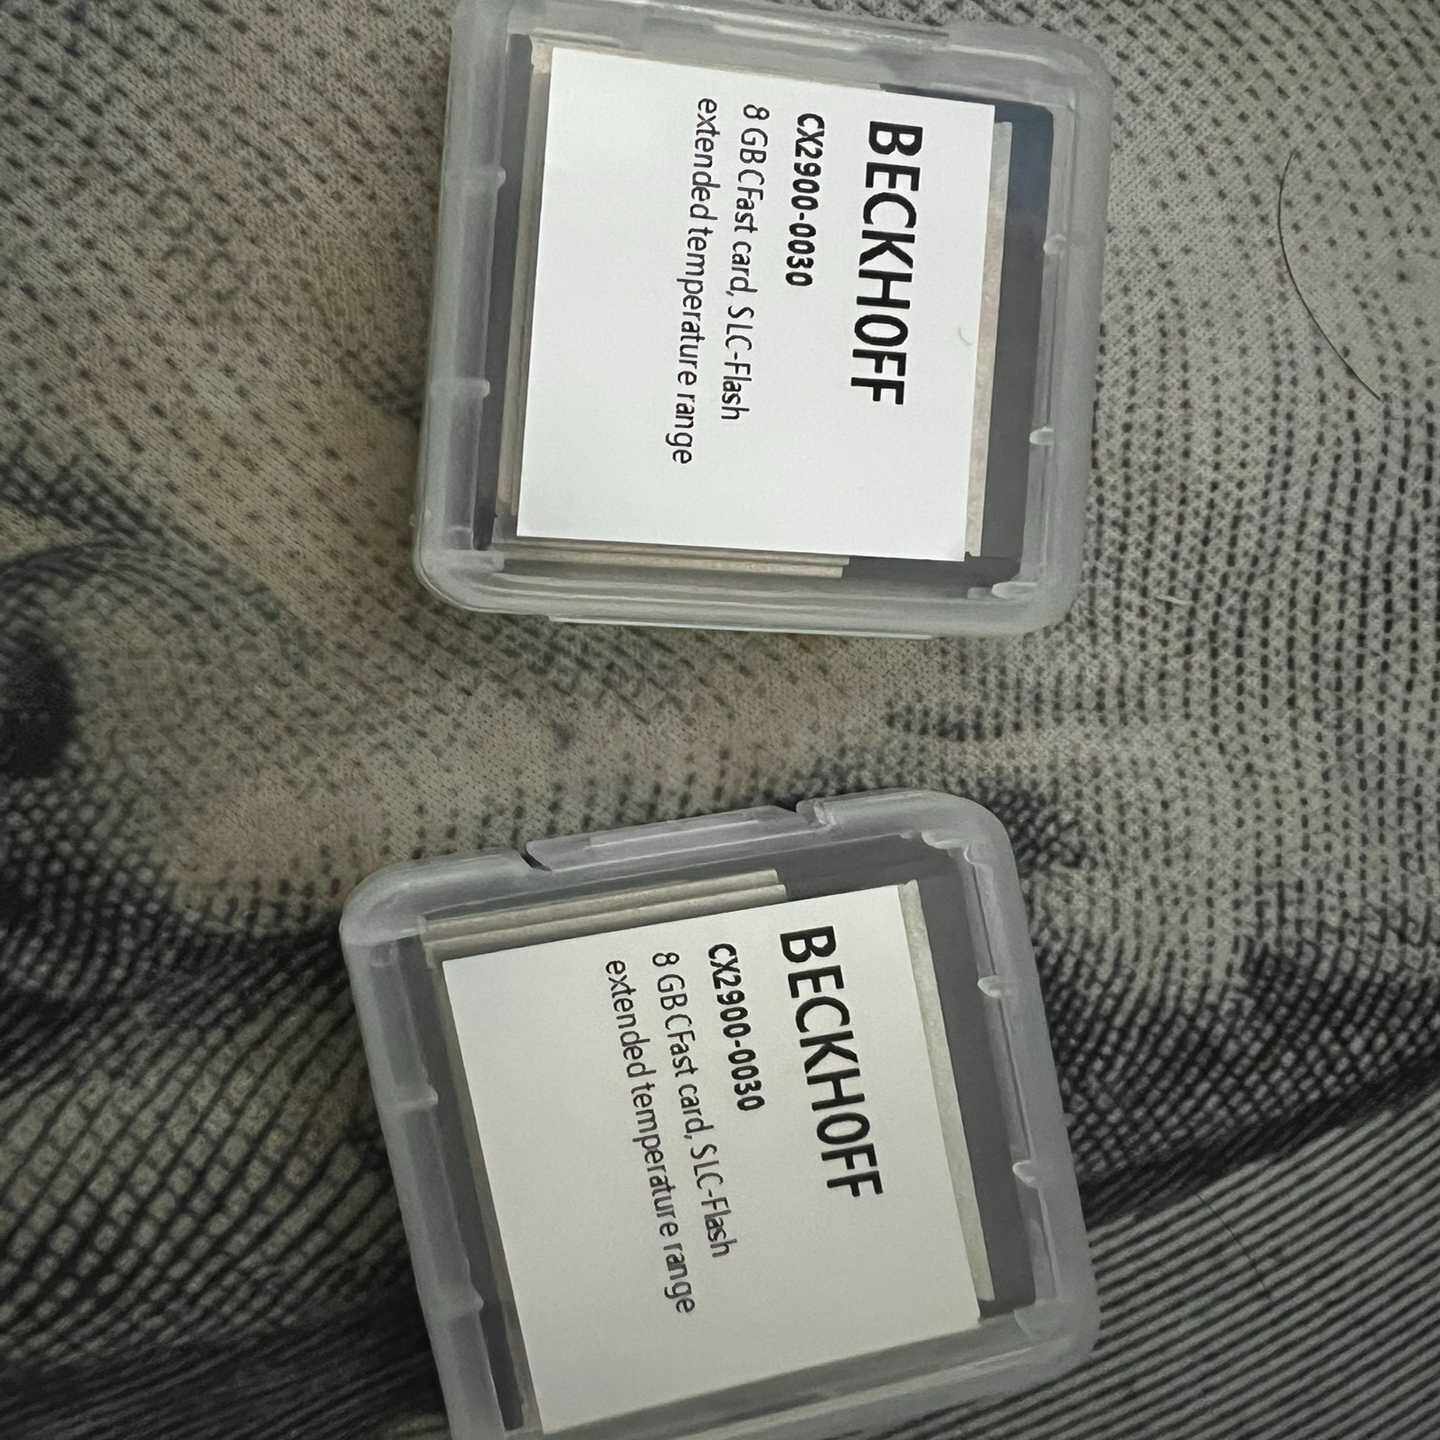 BECKHOFF
CX2900-0030
8 GB CFast card, SLC-Flash
extended temperature range
BECKHOFF
CX2900-0030
8 GB CFast card, SLC-Flash
extended temperature range